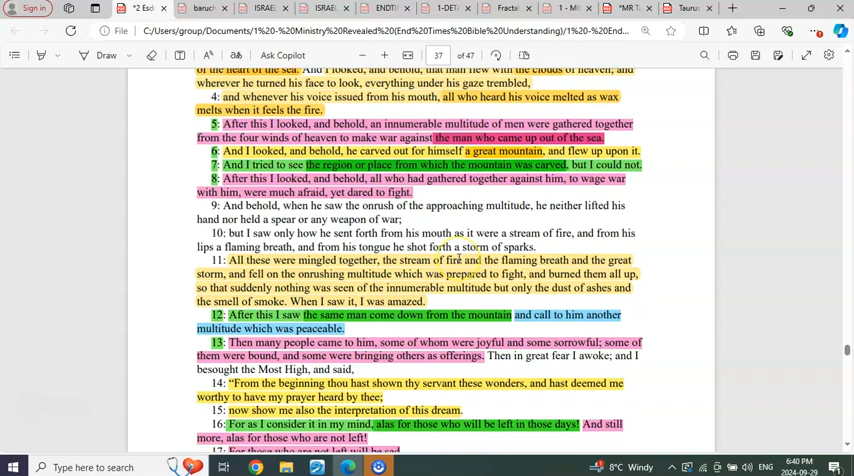 Sign in
*2 Esd
baruch
ISRAEL
ISRAEL
ENDTIN
1-DETA
Fractal
1 - MI
*MR Ta
Taurus
File
C:/Users/group/Documents/1%20-%20Ministry%20Revealed%20(End%20Times%20Bible%20Understanding)/1%20End...
Draw
Ask Copilot
37 of 47
of the heart of the sea. And I looked, and behold, that man flew with the clouds of heaven; and
wherever he turned his face to look, everything under his gaze trembled,
4: and whenever his voice issued from his mouth, all who heard his voice melted as wax
melts when it feels the fire.
5: After this I looked, and behold, an innumerable multitude of men were gathered together
from the four winds of heaven to make war against the man who came up out of the sea.
6: And I looked, and behold, he carved out for himself a great mountain, and flew up upon it.
7: And I tried to see the region or place from which the mountain was carved, but I could not.
8: After this I looked, and behold, all who had gathered together against him, to wage war
with him, were much afraid, yet dared to fight.
9: And behold, when he saw the onrush of the approaching multitude, he neither lifted his
hand nor held a spear or any weapon of war;
10: but I saw only how he sent forth from his mouth as it were a stream of fire, and from his
lips a flaming breath, and from his tongue he shot forth a storm of sparks.
11: All these were mingled together, the stream of fire and the flaming breath and the great
storm, and fell on the onrushing multitude which was prepared to fight, and burned them all up,
so that suddenly nothing was seen of the innumerable multitude but only the dust of ashes and
the smell of smoke. When I saw it, I was amazed.
12: After this I saw the same man come down from the mountain and call to him another
multitude which was peaceable.
13: Then many people came to him, some of whom were joyful and some sorrowful; some of
them were bound, and some were bringing others as offerings. Then in great fear I awoke; and I
besought the Most High, and said,
14: “From the beginning thou hast shown thy servant these wonders, and hast deemed me
worthy to have my prayer heard by thee;
15: now show me also the interpretation of this dream.
16: For as I consider it in my mind, alas for those who will be left in those days! And still
more, alas for those who are not left!
17: For those who are not left will be sad
Type here to search
8°C Windy
ENG
6:40 PM
2024-09-29